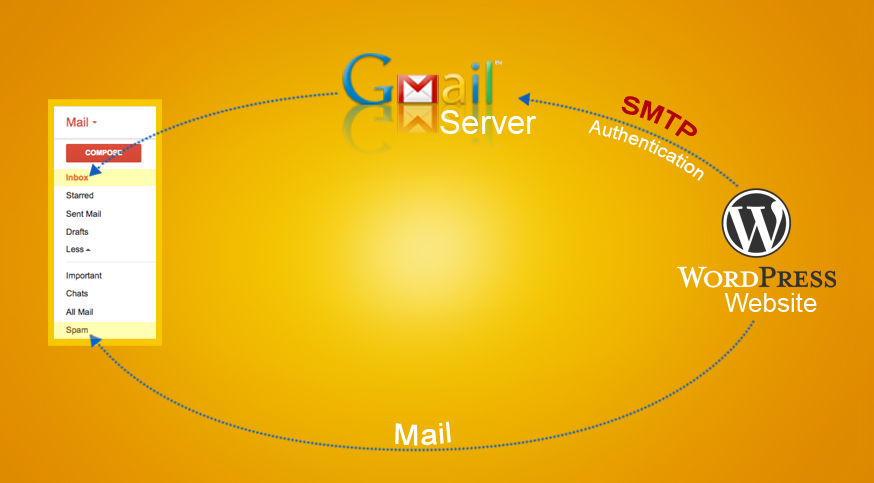 Gmail™
Server
SMTP
Authentication
Mail
COMPOSE
Inbox
Starred
Sent Mail
Drafts
Less
Important
Chats
All Mail
Spam
W
WORDPRESS
Website
Mail